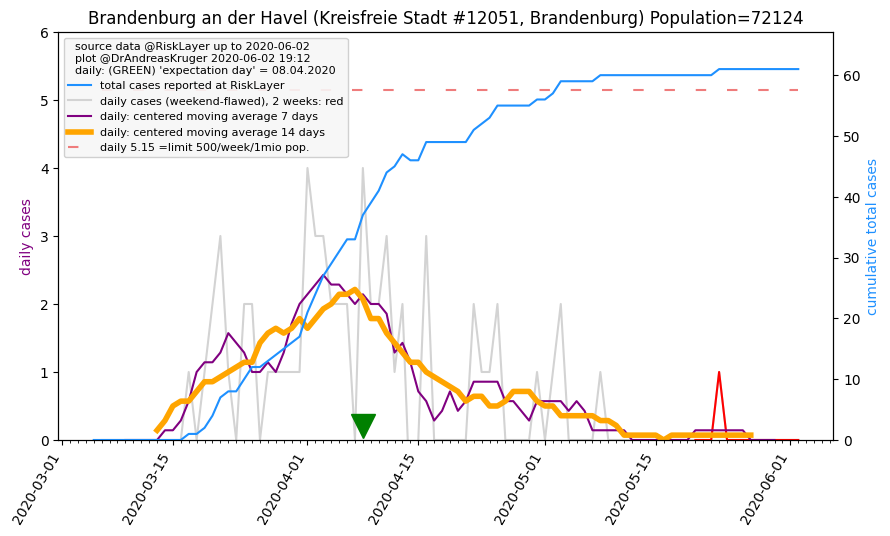 Brandenburg an der Havel (Kreisfreie Stadt #12051, Brandenburg) Population=72124
source data @RiskLayer up to 2020-06-02
plot @DrAndreasKruger 2020-06-02 19:12
daily: (GREEN) 'expectation day' = 08.04.2020
total cases reported at RiskLayer
daily cases (weekend-flawed), 2 weeks: red
daily: centered moving average 7 days
daily: centered moving average 14 days
daily 5.15 =limit 500/week/1mio pop.
daily cases
6
5
4
3
2
1
0
cumulative total cases
60
50
40
30
20
10
0
2020-03-01
2020-03-15
2020-04-01
2020-04-15
2020-05-01
2020-05-15
2020-06-01